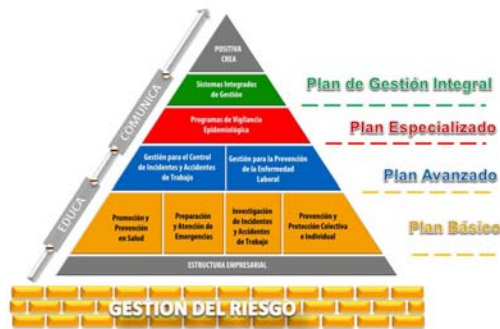 POSITIVA
CREA
Sistemas Integrados
de Gestión
Plan de Gestión Integral
Programas de Vigilancia
Epidemiológica
Plan Especializado
Gestión para el Control
de Incidentes y Accidentes
de Trabajo
Gestión para la Prevención
de la Enfermedad
Laboral
Plan Avanzado
Promoción y
Prevención
en Salud
Preparación
y Atención de
Emergencias
Investigación
de Incidentes
y Accidentes
de Trabajo
Prevención y
Protección Colectiva
e Individual
Plan Básico
ESTRUCTURA EMPRESARIAL
EDUCA
COMUNICA
GESTION DEL RIESGO